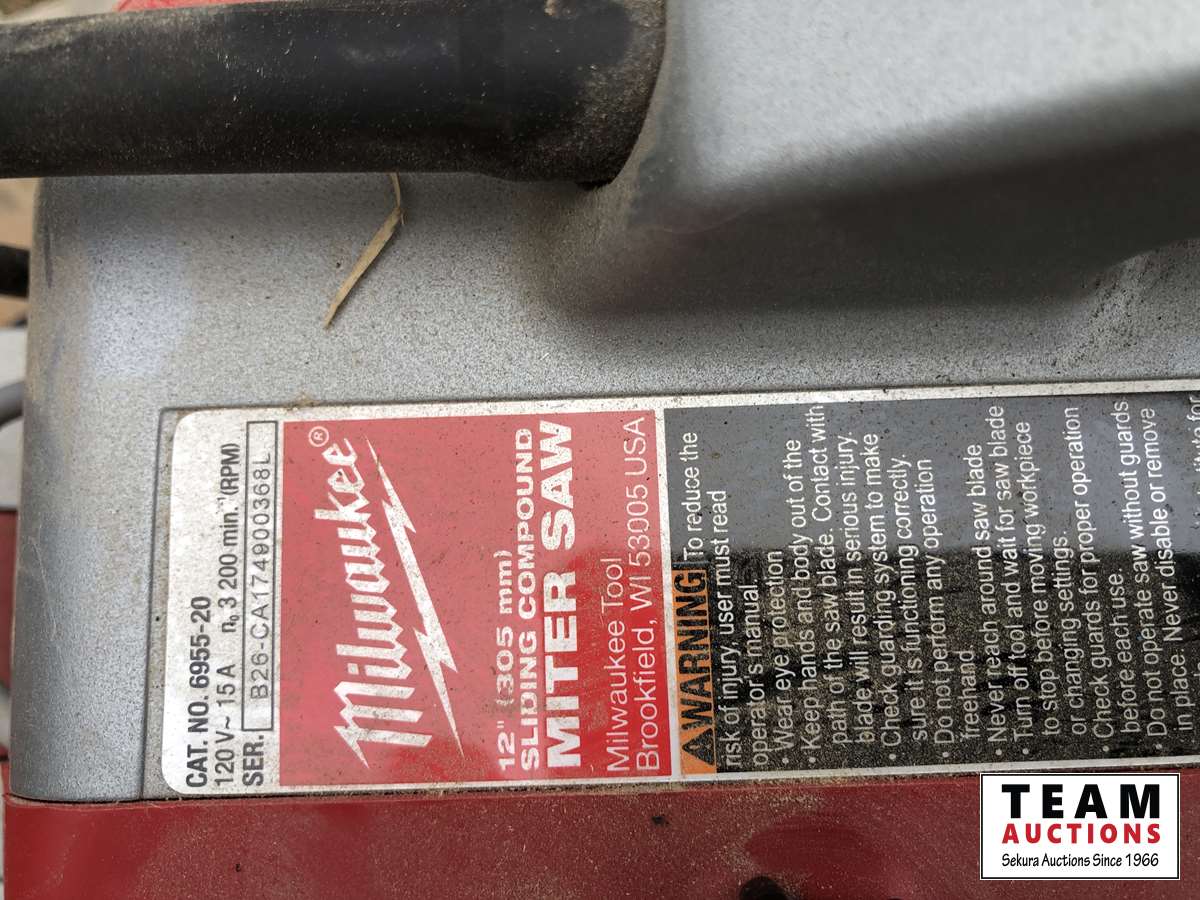 CAT. NO. 6955-20
120 V~ 15 A n₀ 3 200 min.⁻¹ (RPM)
SER. B26-CA174900368L
Milwaukee®
12" (305 mm)
SLIDING COMPOUND
MITER SAW
Milwaukee Tool
Brookfield, WI 53005 USA
WARNING To reduce the
risk of injury, user must read
operator's manual.
• Wear eye protection
• Keep hands and body out of the
path of the saw blade. Contact with
blade will result in serious injury.
• Check guarding system to make
sure it is functioning correctly.
• Do not perform any operation
freehand
• Never reach around saw blade
• Turn off tool and wait for saw blade
to stop before moving workpiece
or changing settings.
• Check guards for proper operation
before each use.
• Do not operate saw without guards
in place. Never disable or remove
TEAM
AUCTIONS
Sekura Auctions Since 1966